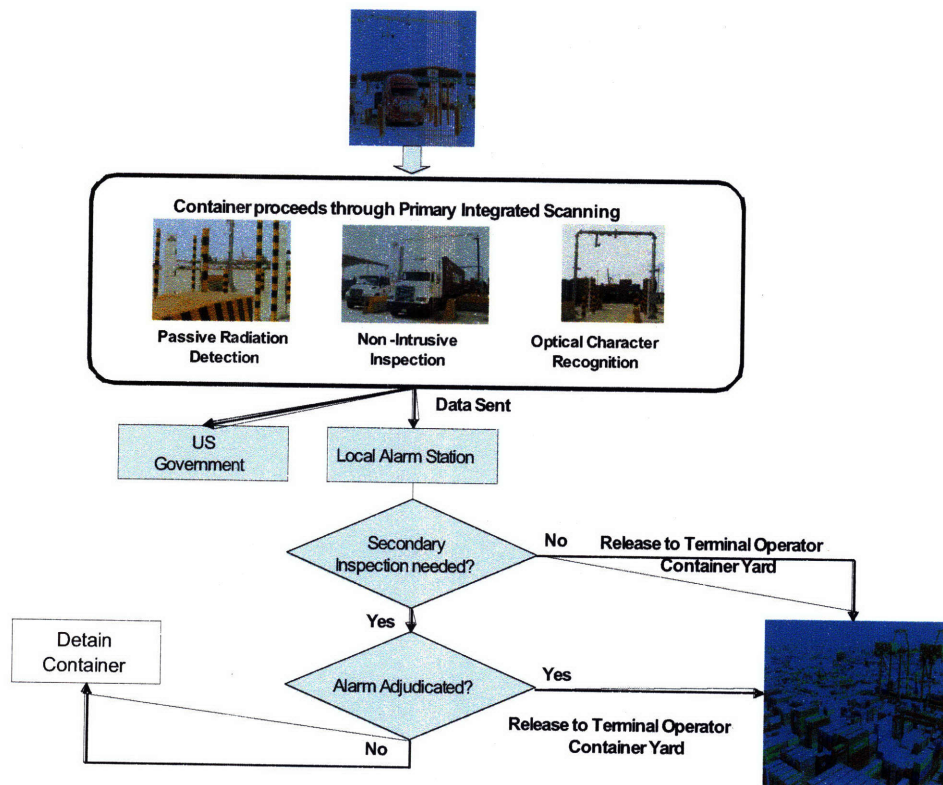 Container proceeds through Primary Integrated Scanning
Passive Radiation
Detection
Non -Intrusive
Inspection
Optical Character
Recognition
Data Sent
US
Government
Local Alarm Station
Secondary
Inspection needed?
No
Release to Terminal Operator
Container Yard
Yes
Detain
Container
Alarm Adjudicated?
Yes
Release to Terminal Operator
Container Yard
No